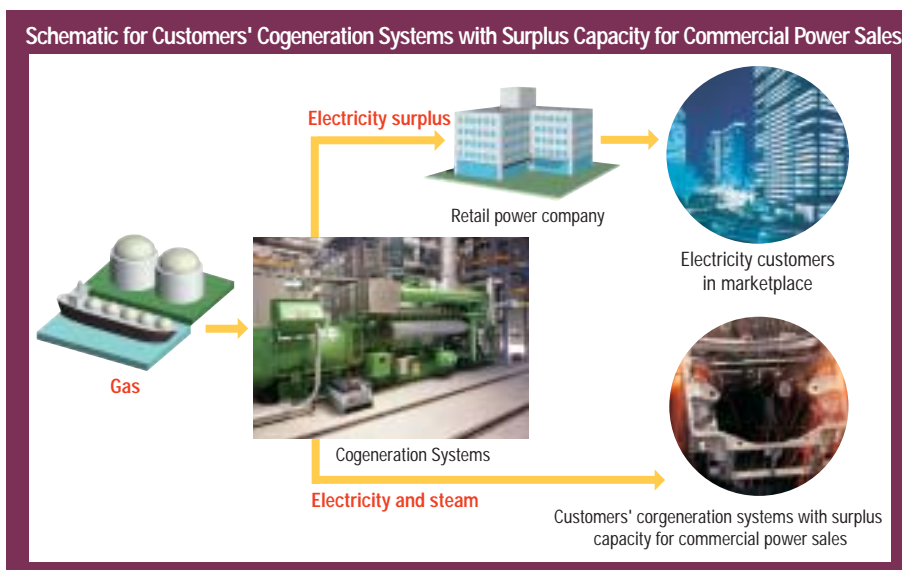 Schematic for Customers' Cogeneration Systems with Surplus Capacity for Commercial Power Sales
Electricity surplus
Retail power company
Electricity customers
in marketplace
Gas
Cogeneration Systems
Electricity and steam
Customers' corgeneration systems with surplus
capacity for commercial power sales